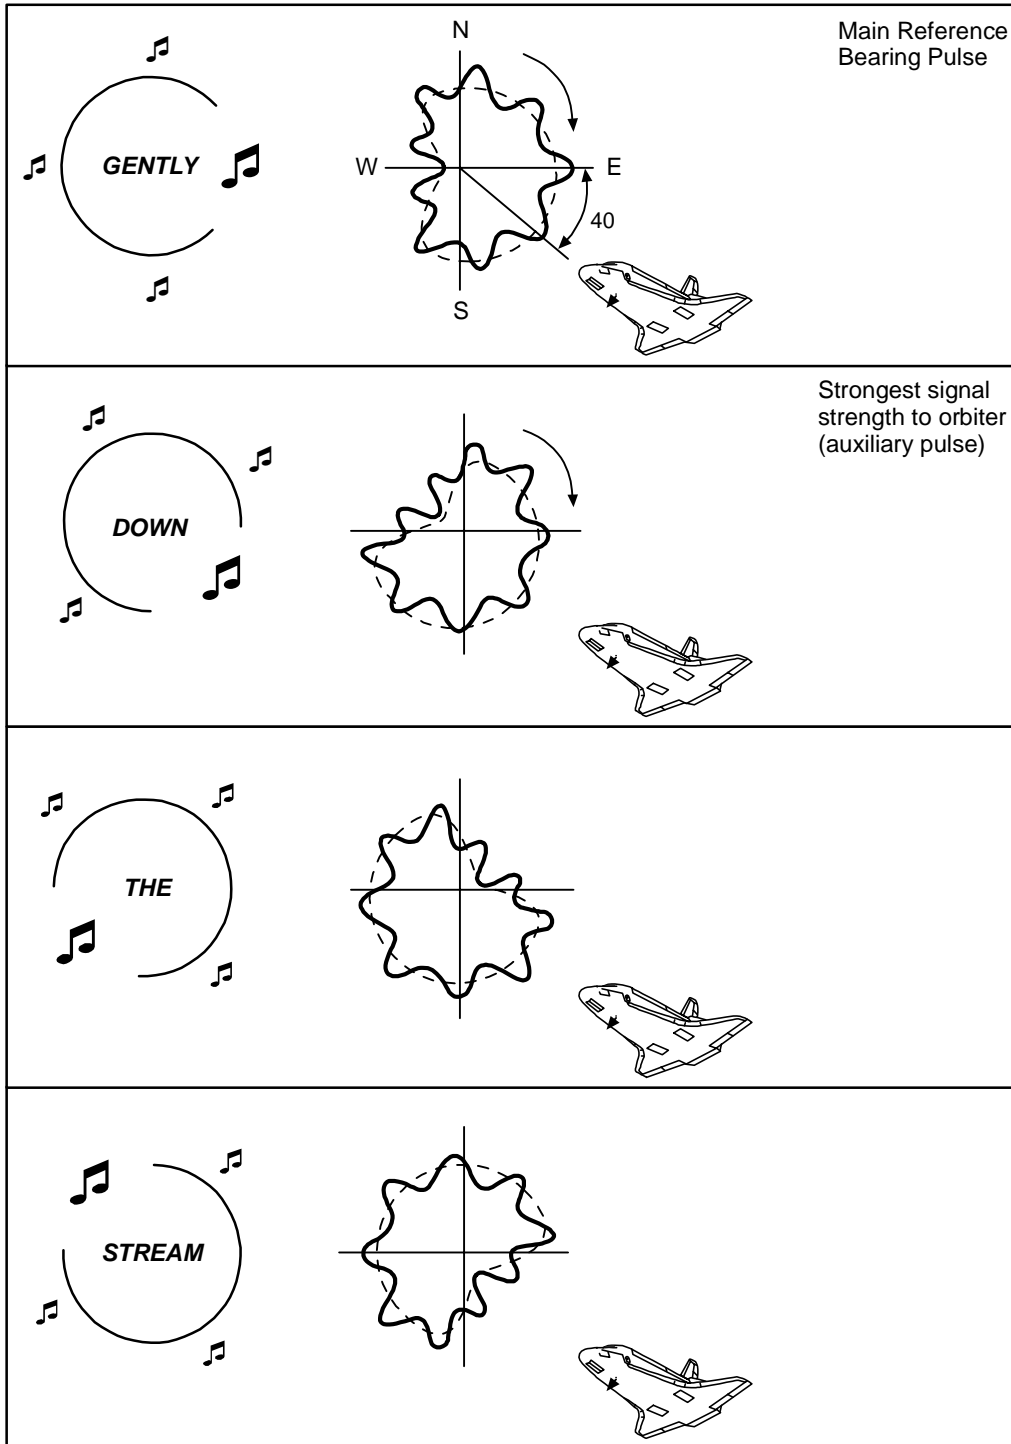 N
Main Reference
Bearing Pulse
GENTLY
W
E
40
S
Strongest signal
strength to orbiter
(auxiliary pulse)
DOWN
THE
STREAM